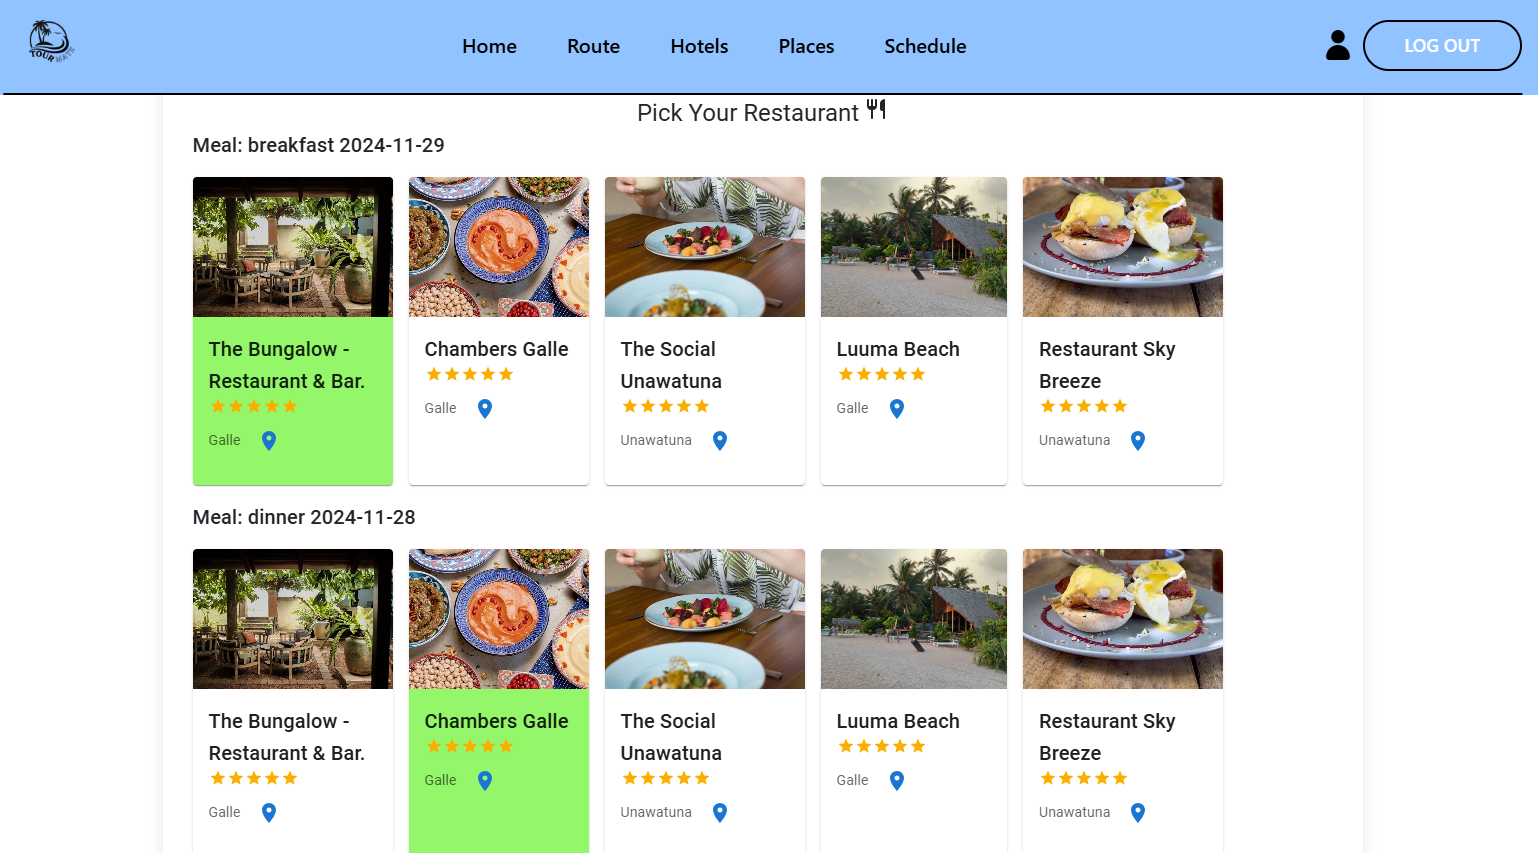 TOUR
Home
Route
Hotels
Places
Schedule
LOG OUT
Pick Your Restaurant
Meal: breakfast 2024-11-29
The Bungalow -
Restaurant & Bar.
Galle
Chambers Galle
Galle
The Social
Unawatuna
Unawatuna
Luuma Beach
Galle
Restaurant Sky
Breeze
Unawatuna
Meal: dinner 2024-11-28
The Bungalow -
Restaurant & Bar.
Galle
Chambers Galle
Galle
The Social
Unawatuna
Unawatuna
Luuma Beach
Galle
Restaurant Sky
Breeze
Unawatuna